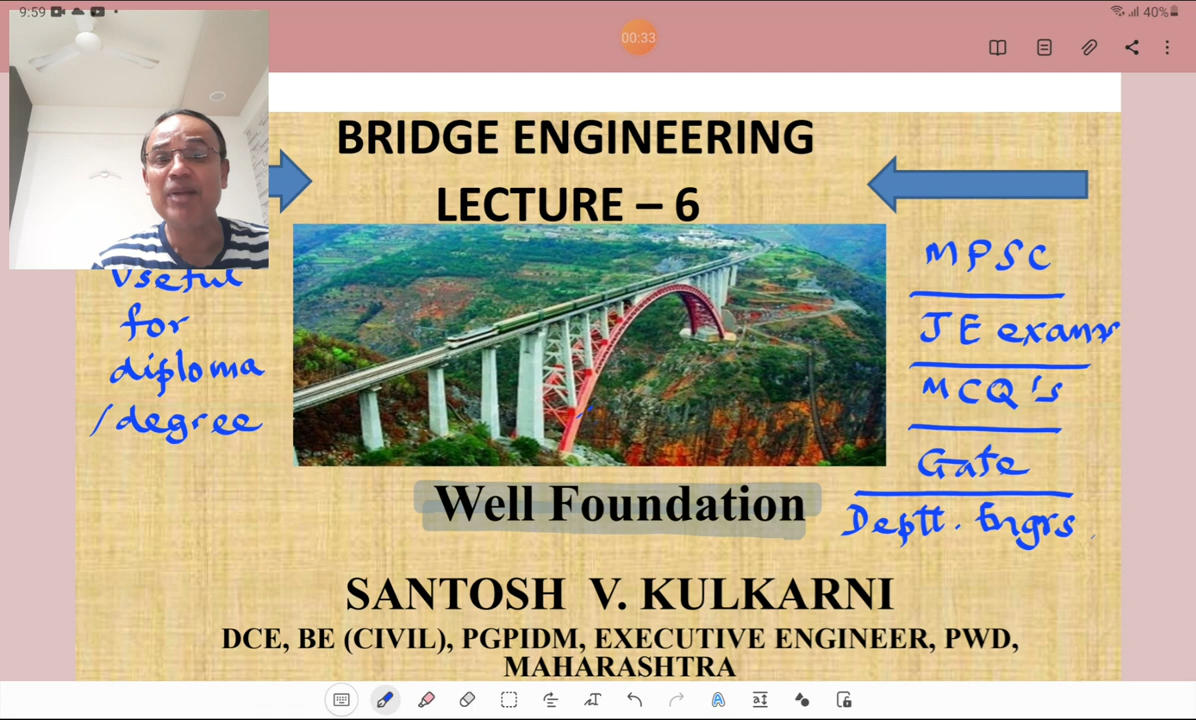 9:59
40%
00:33
BRIDGE ENGINEERING
LECTURE – 6
Useful
for
diploma
/degree
MPSC
JE exams
MCQ's
Gate
Deptt. Engrs
Well Foundation
SANTOSH V. KULKARNI
DCE, BE (CIVIL), PGPIDM, EXECUTIVE ENGINEER, PWD,
MAHARASHTRA